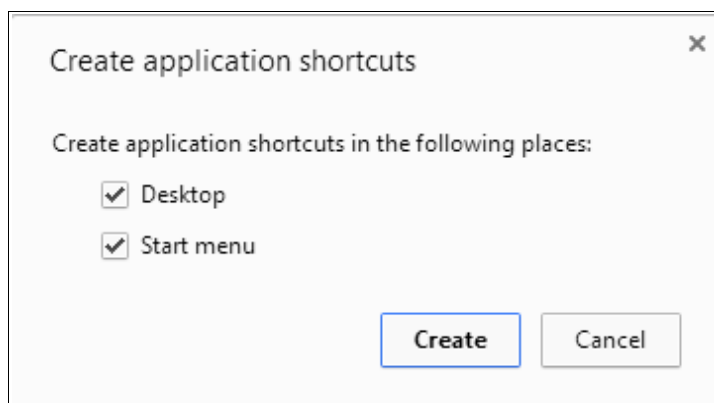 Create application shortcuts
Create application shortcuts in the following places:
Desktop
Start menu
Create
Cancel